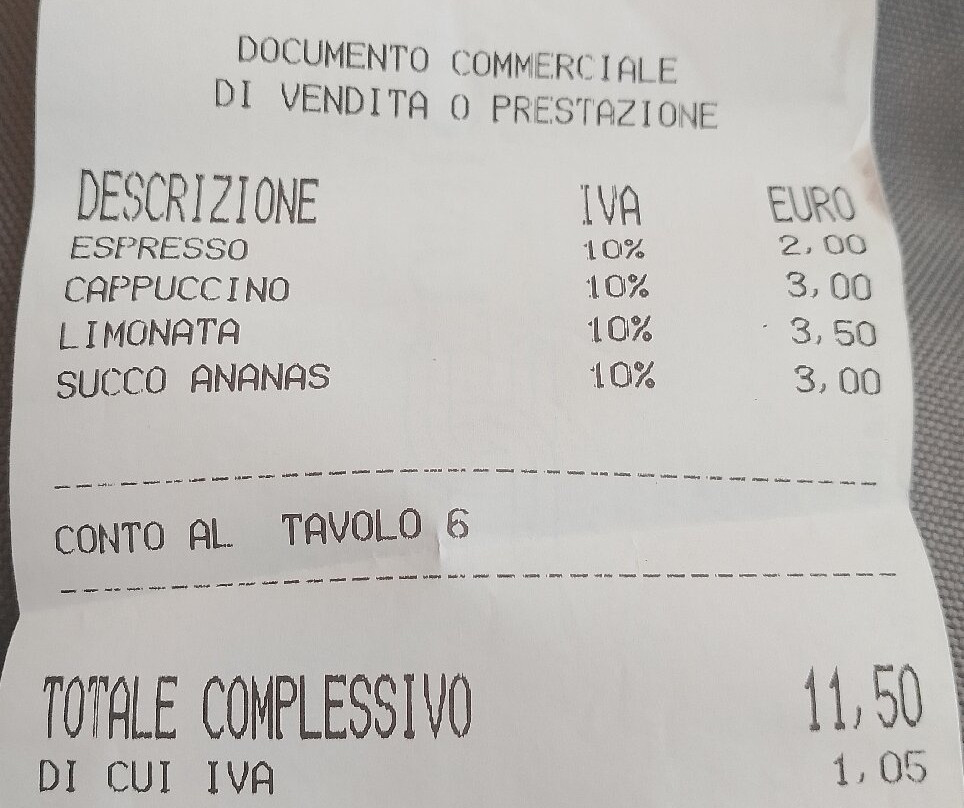 DOCUMENTO COMMERCIALE
DI VENDITA O PRESTAZIONE
DESCRIZIONE IVA EURO
ESPRESSO 10% 2,00
CAPPUCCINO 10% 3,00
LIMONATA 10% 3,50
SUCCO ANANAS 10% 3,00
CONTO AL TAVOLO 6
TOTALE COMPLESSIVO 11,50
DI CUI IVA 1,05